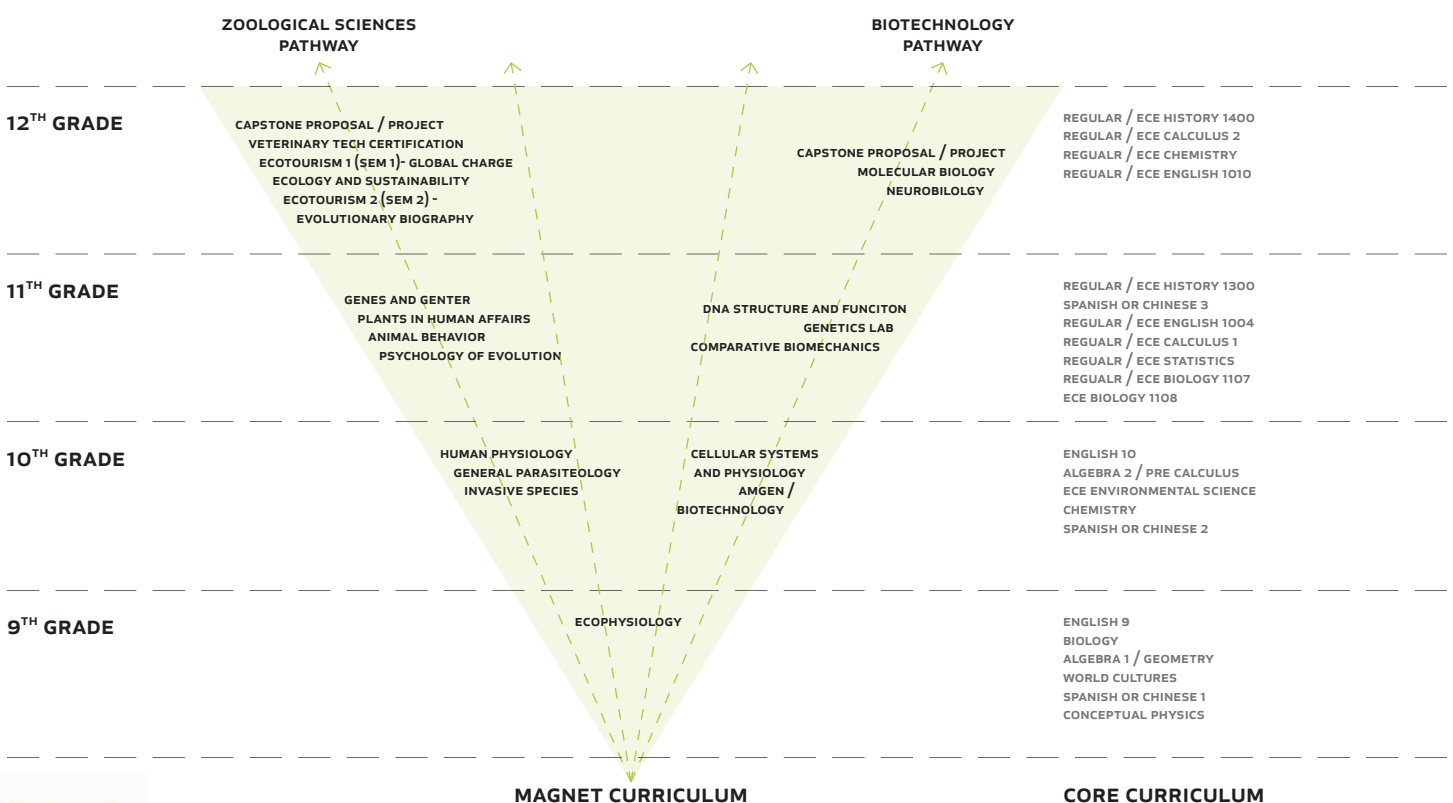 ZOOLOGICAL SCIENCES
PATHWAY
BIOTECHNOLOGY
PATHWAY
12TH GRADE
CAPSTONE PROPOSAL / PROJECT
VETERINARY TECH CERTIFICATION
ECOTOURISM 1 (SEM 1)- GLOBAL CHARGE
ECOLOGY AND SUSTAINABILITY
ECOTOURISM 2 (SEM 2) -
EVOLUTIONARY BIOGRAPHY
CAPSTONE PROPOSAL / PROJECT
MOLECULAR BIOLOGY
NEUROBILOLGY
REGULAR / ECE HISTORY 1400
REGULAR / ECE CALCULUS 2
REGUALR / ECE CHEMISTRY
REGUALR / ECE ENGLISH 1010
11TH GRADE
GENES AND GENTER
PLANTS IN HUMAN AFFAIRS
ANIMAL BEHAVIOR
PSYCHOLOGY OF EVOLUTION
DNA STRUCTURE AND FUNCITON
GENETICS LAB
COMPARATIVE BIOMECHANICS
REGULAR / ECE HISTORY 1300
SPANISH OR CHINESE 3
REGULAR / ECE ENGLISH 1004
REGUALR / ECE CALCULUS 1
REGUALR / ECE STATISTICS
REGUALR / ECE BIOLOGY 1107
ECE BIOLOGY 1108
10TH GRADE
HUMAN PHYSIOLOGY
GENERAL PARASITEOLOGY
INVASIVE SPECIES
CELLULAR SYSTEMS
AND PHYSIOLOGY
AMGEN /
BIOTECHNOLOGY
ENGLISH 10
ALGEBRA 2 / PRE CALCULUS
ECE ENVIRONMENTAL SCIENCE
CHEMISTRY
SPANISH OR CHINESE 2
9TH GRADE
ECOPHYSIOLOGY
ENGLISH 9
BIOLOGY
ALGEBRA 1 / GEOMETRY
WORLD CULTURES
SPANISH OR CHINESE 1
CONCEPTUAL PHYSICS
MAGNET CURRICULUM
CORE CURRICULUM